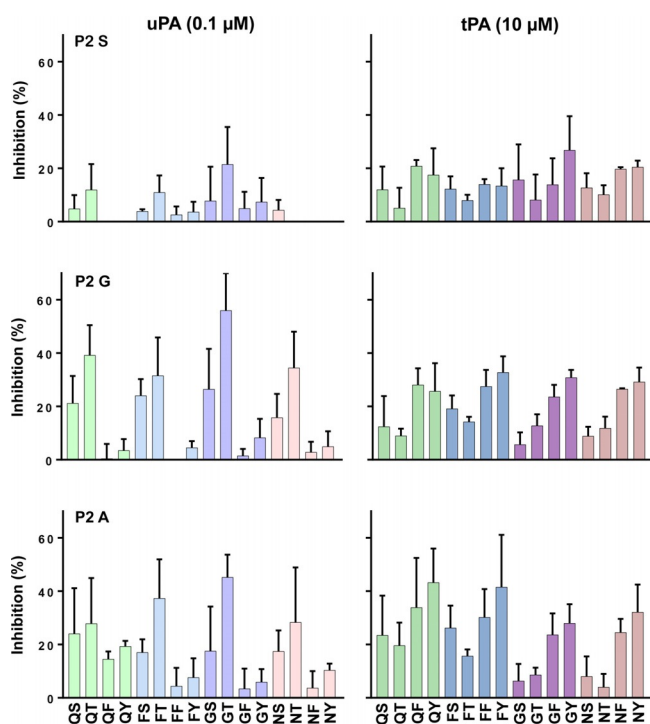 uPA (0.1 µM) tPA (10 µM)
P2 S
Inhibition (%)
60
40
20
0
P2 G
Inhibition (%)
60
40
20
0
P2 A
Inhibition (%)
60
40
20
0
QS QT QF QY FS FT FF FY GS GT GF GY NS NT NF NY QS QT QF QY FS FT FF FY GS GT GF GY NS NT NF NY